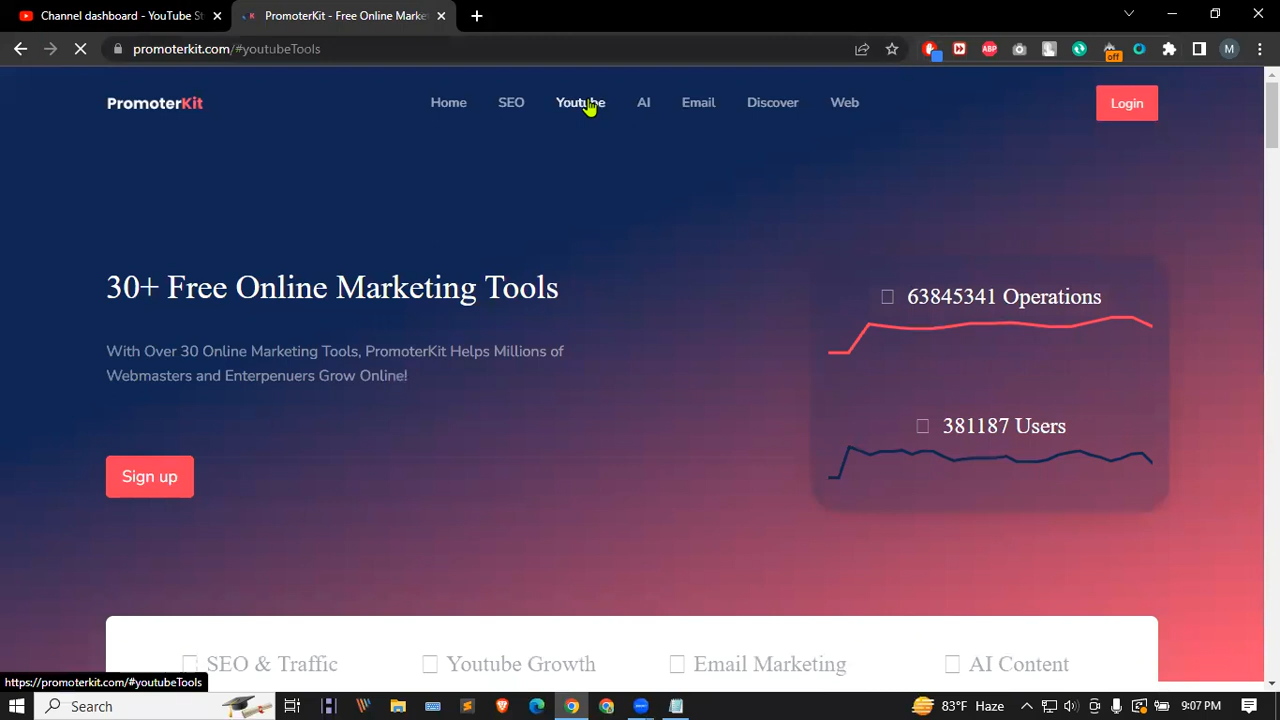 Channel dashboard - YouTube St
PromoterKit - Free Online Marke
promoterkit.com/#youtubeTools
ABP
off
M
PromoterKit
Home
SEO
Youtube
AI
Email
Discover
Web
Login
30+ Free Online Marketing Tools
With Over 30 Online Marketing Tools, PromoterKit Helps Millions of
Webmasters and Enterpenuers Grow Online!
Sign up
63845341 Operations
381187 Users
SEO & Traffic
Youtube Growth
Email Marketing
AI Content
https://promoterkit.com/#youtubeTools
Search
83°F Haze
9:07 PM